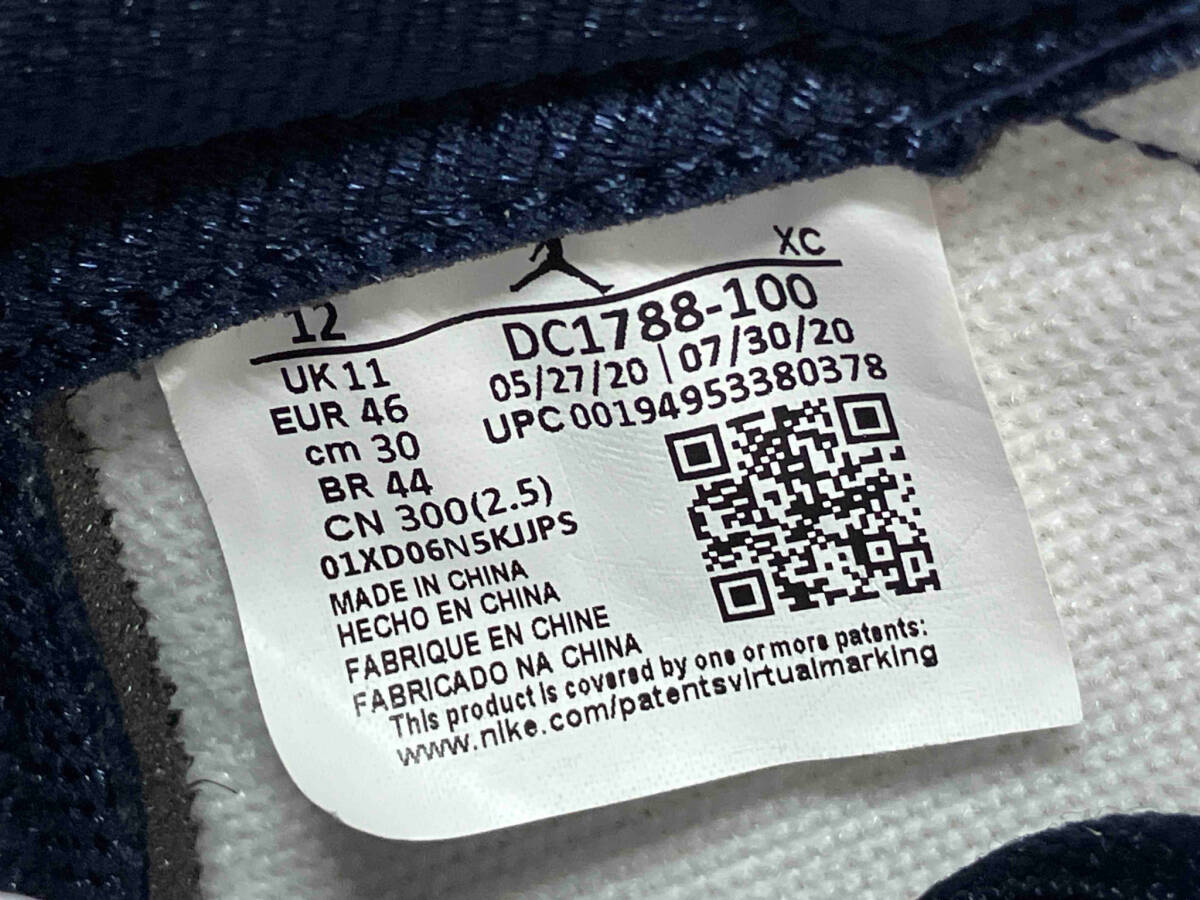 12
XC
UK 11
EUR 46
cm 30
BR 44
CN 300(2.5)
01XD06N5KJJPS
DC1788-100
05/27/20 | 07/30/20
UPC 00194953380378
MADE IN CHINA
HECHO EN CHINA
FABRIQUE EN CHINE
FABRICADO NA CHINA
This product is covered by one or more patents:
www.nike.com/patentsvirtualmarking